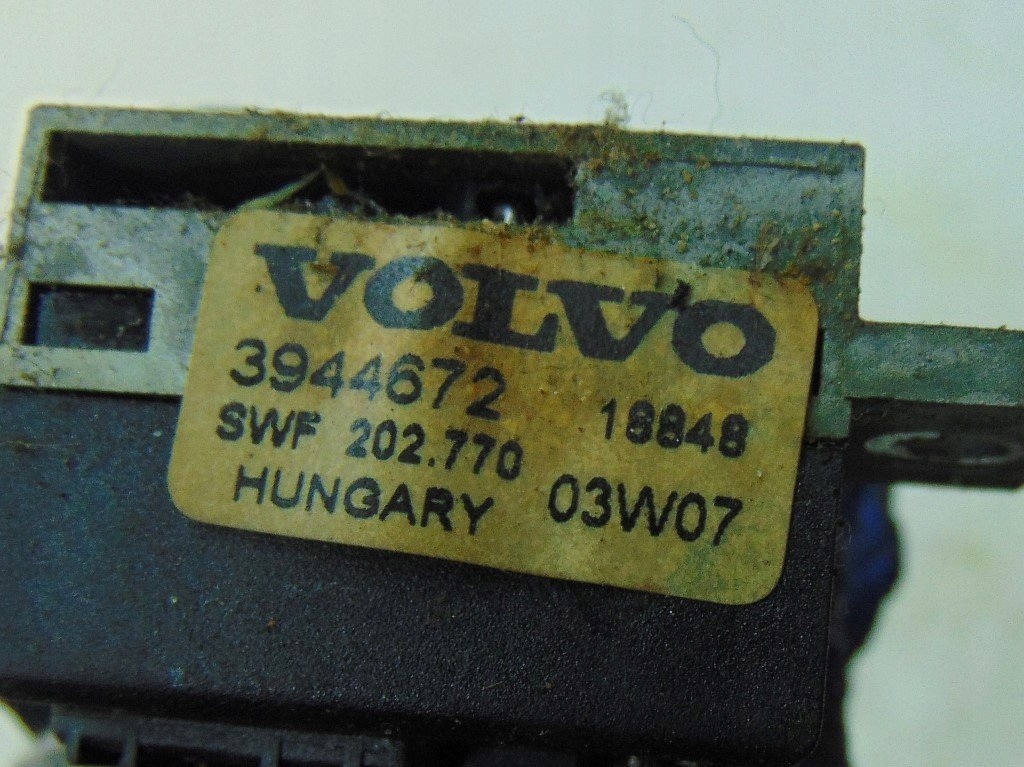 VOLVO
3944672 18848
SWF 202.770
HUNGARY 03W07